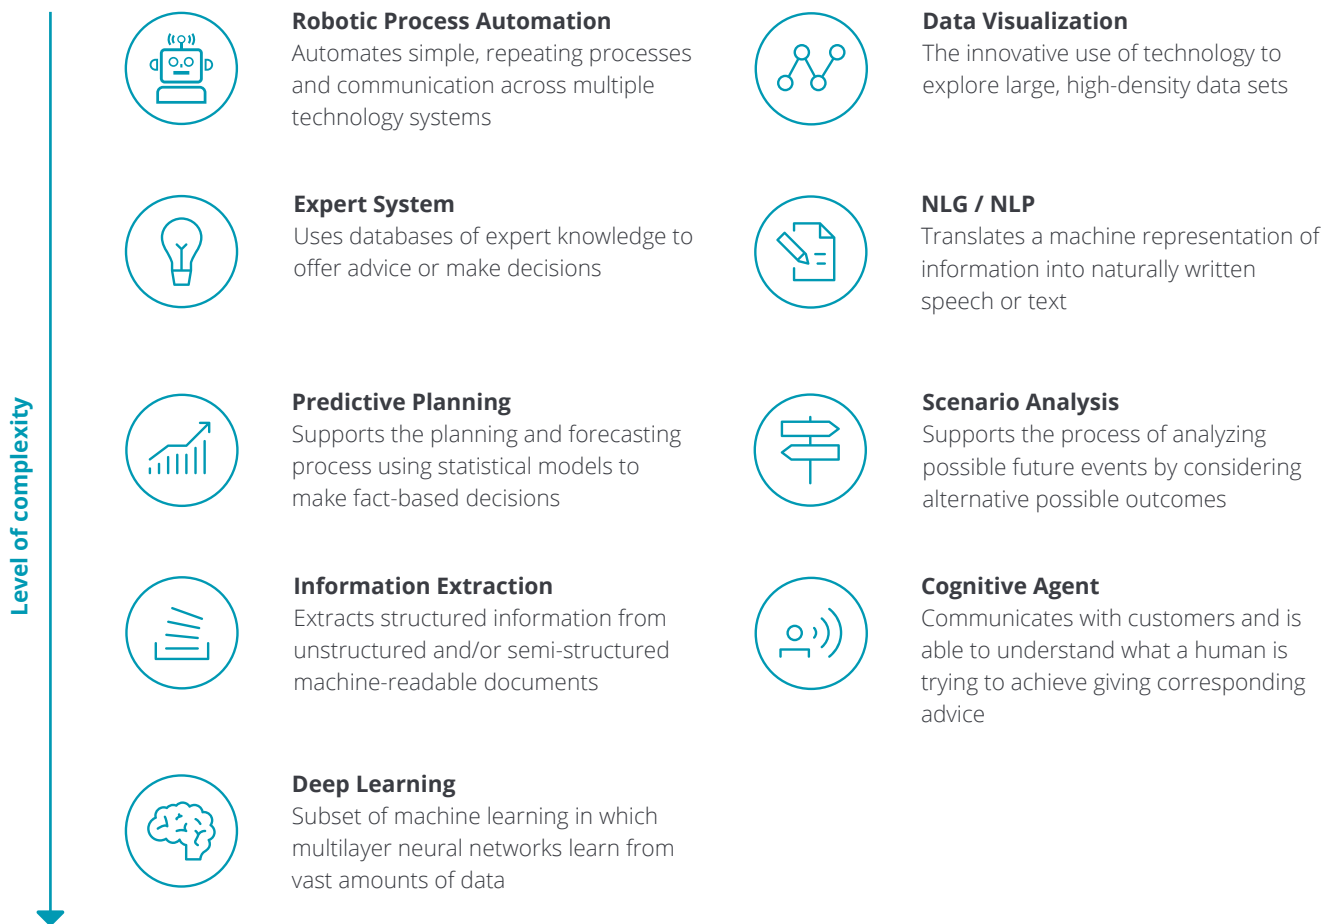 Level of complexity
Robotic Process Automation
Automates simple, repeating processes
and communication across multiple
technology systems
Data Visualization
The innovative use of technology to
explore large, high-density data sets
Expert System
Uses databases of expert knowledge to
offer advice or make decisions
NLG / NLP
Translates a machine representation of
information into naturally written
speech or text
Predictive Planning
Supports the planning and forecasting
process using statistical models to
make fact-based decisions
Scenario Analysis
Supports the process of analyzing
possible future events by considering
alternative possible outcomes
Information Extraction
Extracts structured information from
unstructured and/or semi-structured
machine-readable documents
Cognitive Agent
Communicates with customers and is
able to understand what a human is
trying to achieve giving corresponding
advice
Deep Learning
Subset of machine learning in which
multilayer neural networks learn from
vast amounts of data